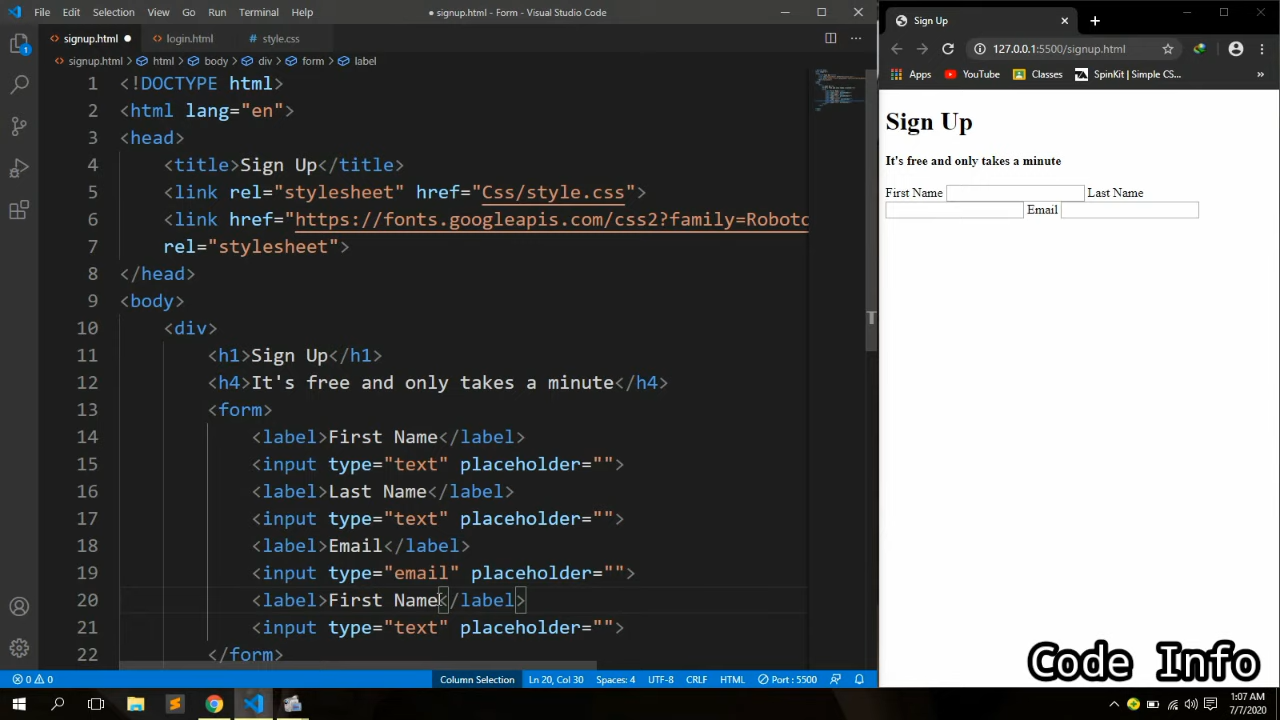 File Edit Selection View Go Run Terminal Help ● signup.html - Form - Visual Studio Code
signup.html ● login.html # style.css
signup.html > html > body > div > form > label
1 <!DOCTYPE html>
2 <html lang="en">
3 <head>
4 <title>Sign Up</title>
5 <link rel="stylesheet" href="Css/style.css">
6 <link href="https://fonts.googleapis.com/css2?family=Roboto
7 rel="stylesheet">
8 </head>
9 <body>
10 <div>
11 <h1>Sign Up</h1>
12 <h4>It's free and only takes a minute</h4>
13 <form>
14 <label>First Name</label>
15 <input type="text" placeholder="">
16 <label>Last Name</label>
17 <input type="text" placeholder="">
18 <label>Email</label>
19 <input type="email" placeholder="">
20 <label>First Name</label>
21 <input type="text" placeholder="">
22 </form>
1
0 0 Column Selection Ln 20, Col 30 Spaces: 4 UTF-8 CRLF HTML Port : 5500
Sign Up
127.0.0.1:5500/signup.html
Apps YouTube Classes SpinKit | Simple CS... »
Sign Up
It's free and only takes a minute
First Name Last Name
Email
Code Info
1:07 AM
7/7/2020